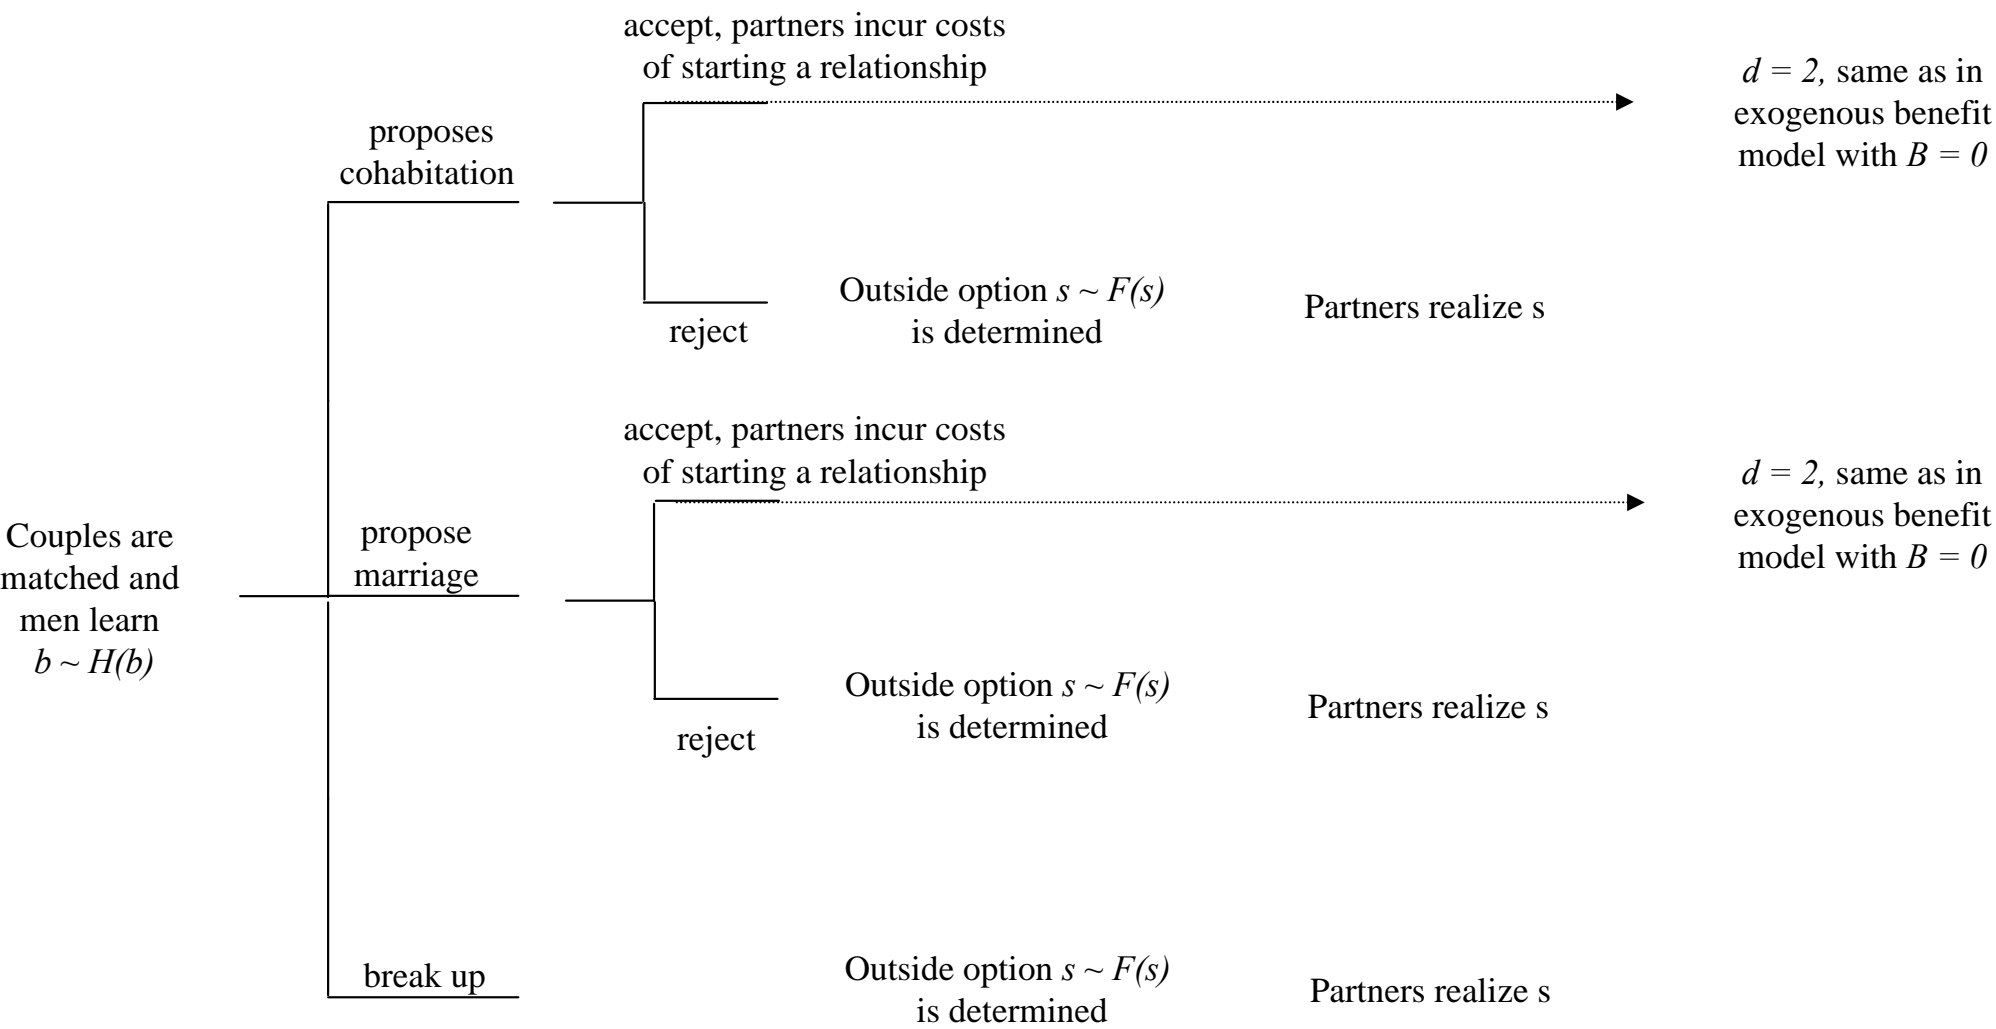 accept, partners incur costs
of starting a relationship
d = 2, same as in
exogenous benefit
model with B = 0
proposes
cohabitation
Outside option s ~ F(s)
is determined
Partners realize s
reject
accept, partners incur costs
of starting a relationship
d = 2, same as in
exogenous benefit
model with B = 0
Couples are
matched and
men learn
b ~ H(b)
propose
marriage
Outside option s ~ F(s)
is determined
Partners realize s
reject
break up
Outside option s ~ F(s)
is determined
Partners realize s